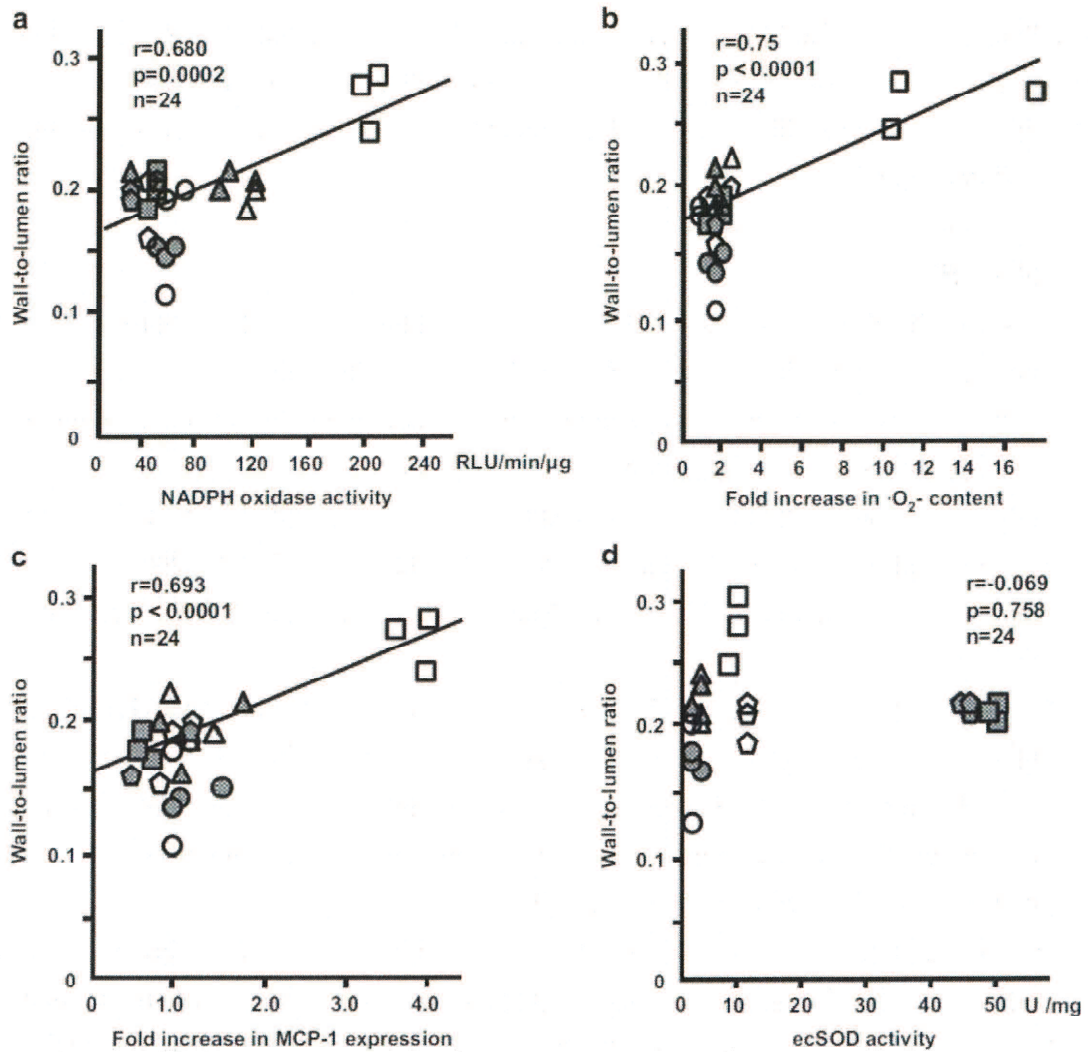 a
r=0.680
p=0.0002
n=24
Wall-to-lumen ratio
0.3
0.2
0.1
0
0 40 80 120 160 200 240 RLU/min/µg
NADPH oxidase activity
b
r=0.75
p < 0.0001
n=24
Wall-to-lumen ratio
0.3
0.2
0.1
0
0 2 4 6 8 10 12 14 16
Fold increase in ·O2- content
c
r=0.693
p < 0.0001
n=24
Wall-to-lumen ratio
0.3
0.2
0.1
0
0 1.0 2.0 3.0 4.0
Fold increase in MCP-1 expression
d
r=-0.069
p=0.758
n=24
Wall-to-lumen ratio
0.3
0.2
0.1
0
0 10 20 30 40 50 U /mg
ecSOD activity